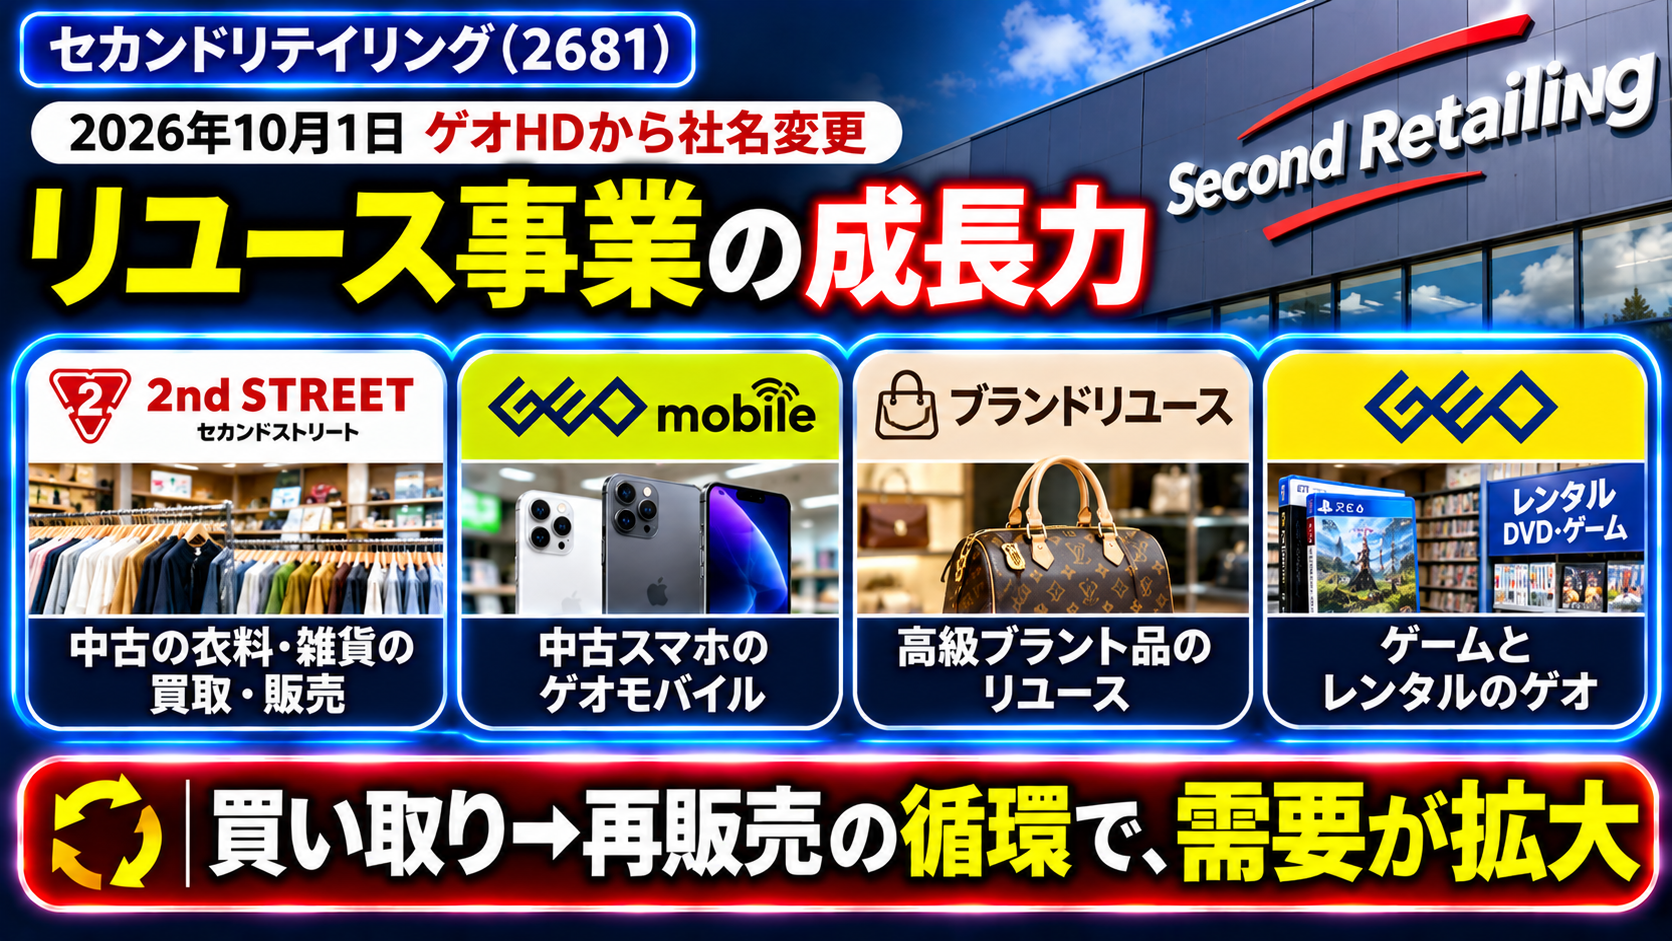 セカンドリテイリング(2681)
2026年10月1日 ゲオHDから社名変更
Second Retailing
リユース事業の成長力
2 2nd STREET
セカンドストリート
GEO mobile
ブランドリユース
GEO
レンタル
DVD・ゲーム
中古の衣料・雑貨の
買取・販売
中古スマホの
ゲオモバイル
高級ブラント品の
リユース
ゲームと
レンタルのゲオ
買い取り→再販売の循環で、需要が拡大